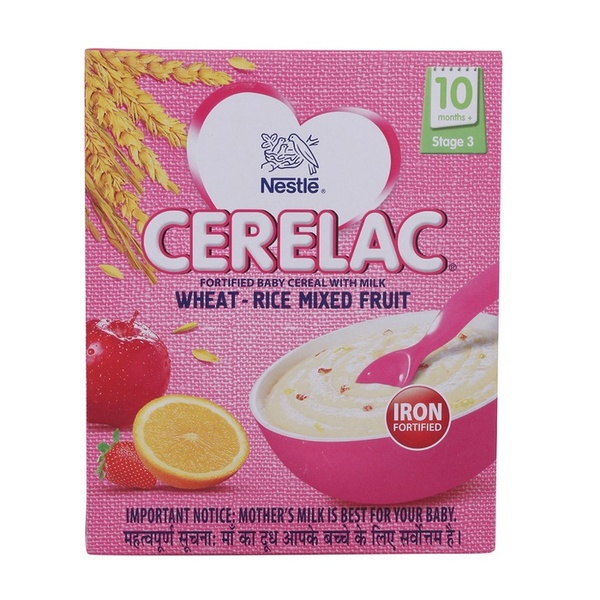 10
months +
Stage 3
Nestlé®
CERELAC®
FORTIFIED BABY CEREAL WITH MILK
WHEAT - RICE MIXED FRUIT
IRON
FORTIFIED
IMPORTANT NOTICE: MOTHER'S MILK IS BEST FOR YOUR BABY
महत्वपूर्ण सूचना: माँ का दूध आपके बच्चे के लिए सर्वोत्तम है।